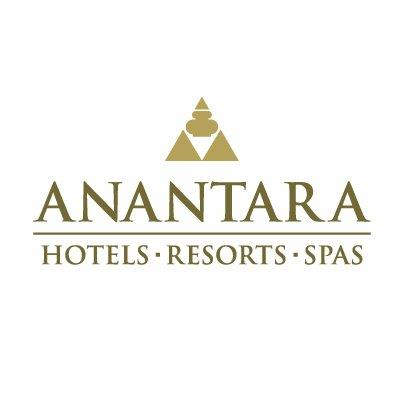 ANANTARA
HOTELS · RESORTS · SPAS